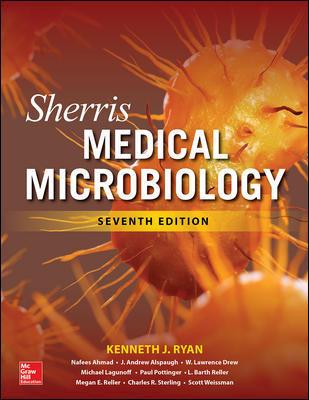 Sherris
MEDICAL
MICROBIOLOGY
SEVENTH EDITION
KENNETH J. RYAN
Nafees Ahmad • J. Andrew Alspaugh • W. Lawrence Drew
Michael Lagunoff • Paul Pottinger • L. Barth Reller
Megan E. Reller • Charles R. Sterling • Scott Weissman
Mc
Graw
Hill
Education